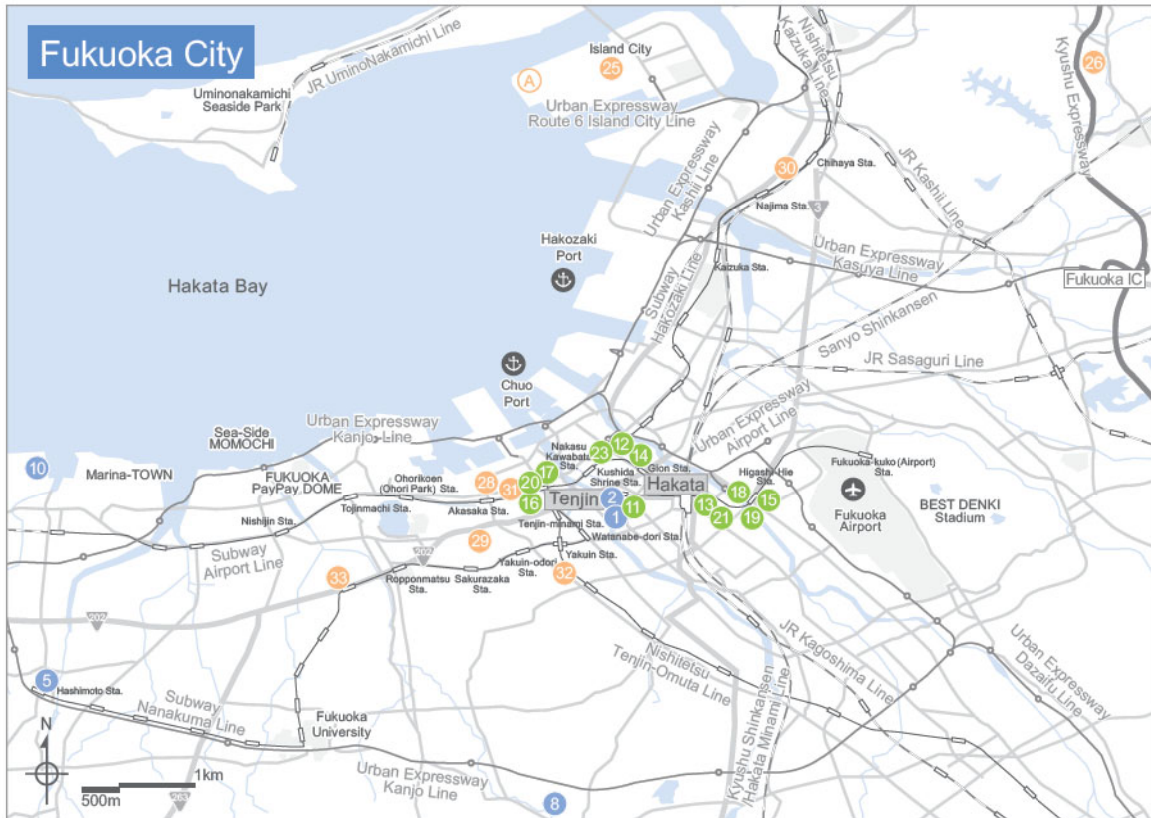 Fukuoka City
JR UminoNakamichi Line
Uminonakamichi
Seaside Park
Island City
A
25
26
Urban Expressway
Route 6 Island City Line
Nishitetsu
Kaizuka Line
Kyushu Expressway
30
Chihaya Sta.
JR Kashii Line
Urban Expressway
Kashii Line
Najima Sta.
3
Hakozaki
Port
Hakata Bay
Kaizuka Sta.
Urban Expressway
Kasuya Line
Fukuoka IC
Subway
Hakozaki Line
Sanyo Shinkansen
JR Sasaguri Line
Chuo
Port
Urban Expressway
Kanjo Line
Urban Expressway
Airport Line
Sea-Side
MOMOCHI
10
Marina-TOWN
FUKUOKA
PayPay DOME
Nakasu
Kawabata
Sta.
23
12
14
Gion Sta.
Kushida
Shrine Sta.
Higashi-Hie
Sta.
Fukuoka-kuko (Airport) Sta.
Ohorikoen
(Ohori Park) Sta.
28
31
20
17
16
Tenjin
2
1
11
Hakata
13
21
18
19
15
Fukuoka
Airport
BEST DENKI
Stadium
Tojinmachi Sta.
Akasaka Sta.
Nishijin Sta.
Tenjin-minami Sta.
Watanabe-dori Sta.
Subway
Airport Line
29
202
Yakuin Sta.
Yakuin-odori
Sta.
32
33
Ropponmatsu
Sta.
Sakurazaka
Sta.
202
5
Hashimoto Sta.
Subway
Nanakuma Line
Fukuoka
University
Nishitetsu
Tenjin-Omuta Line
JR Kagoshima Line
Kyushu Shinkansen
/Hakata Minami Line
Urban Expressway
Dazaifu Line
N
1km
500m
263
Urban Expressway
Kanjo Line
8